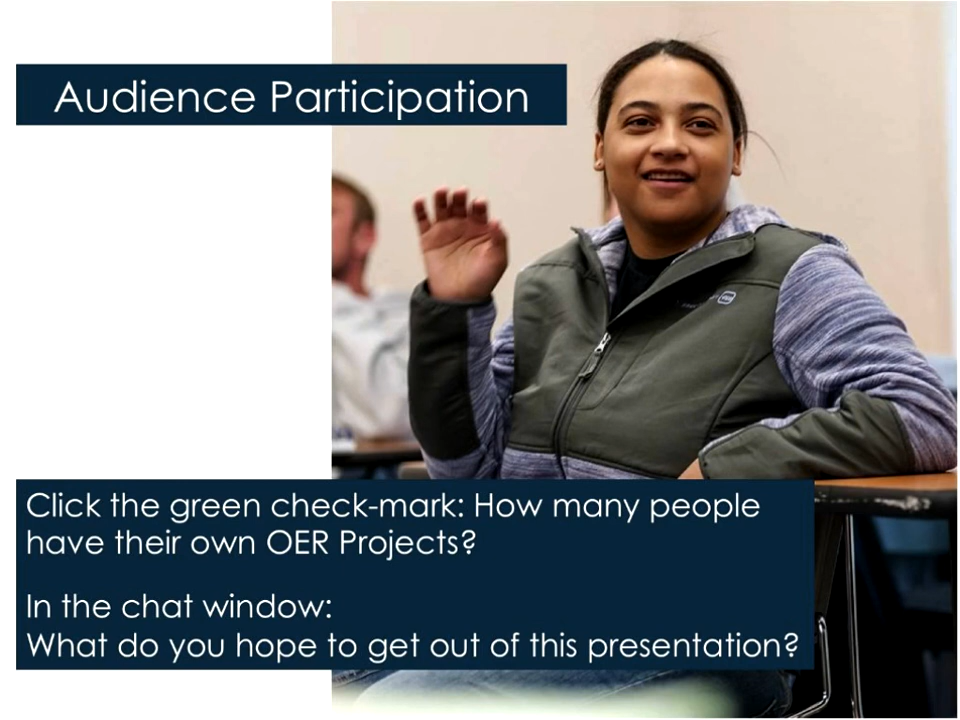 Audience Participation
Click the green check-mark: How many people
have their own OER Projects?
In the chat window:
What do you hope to get out of this presentation?